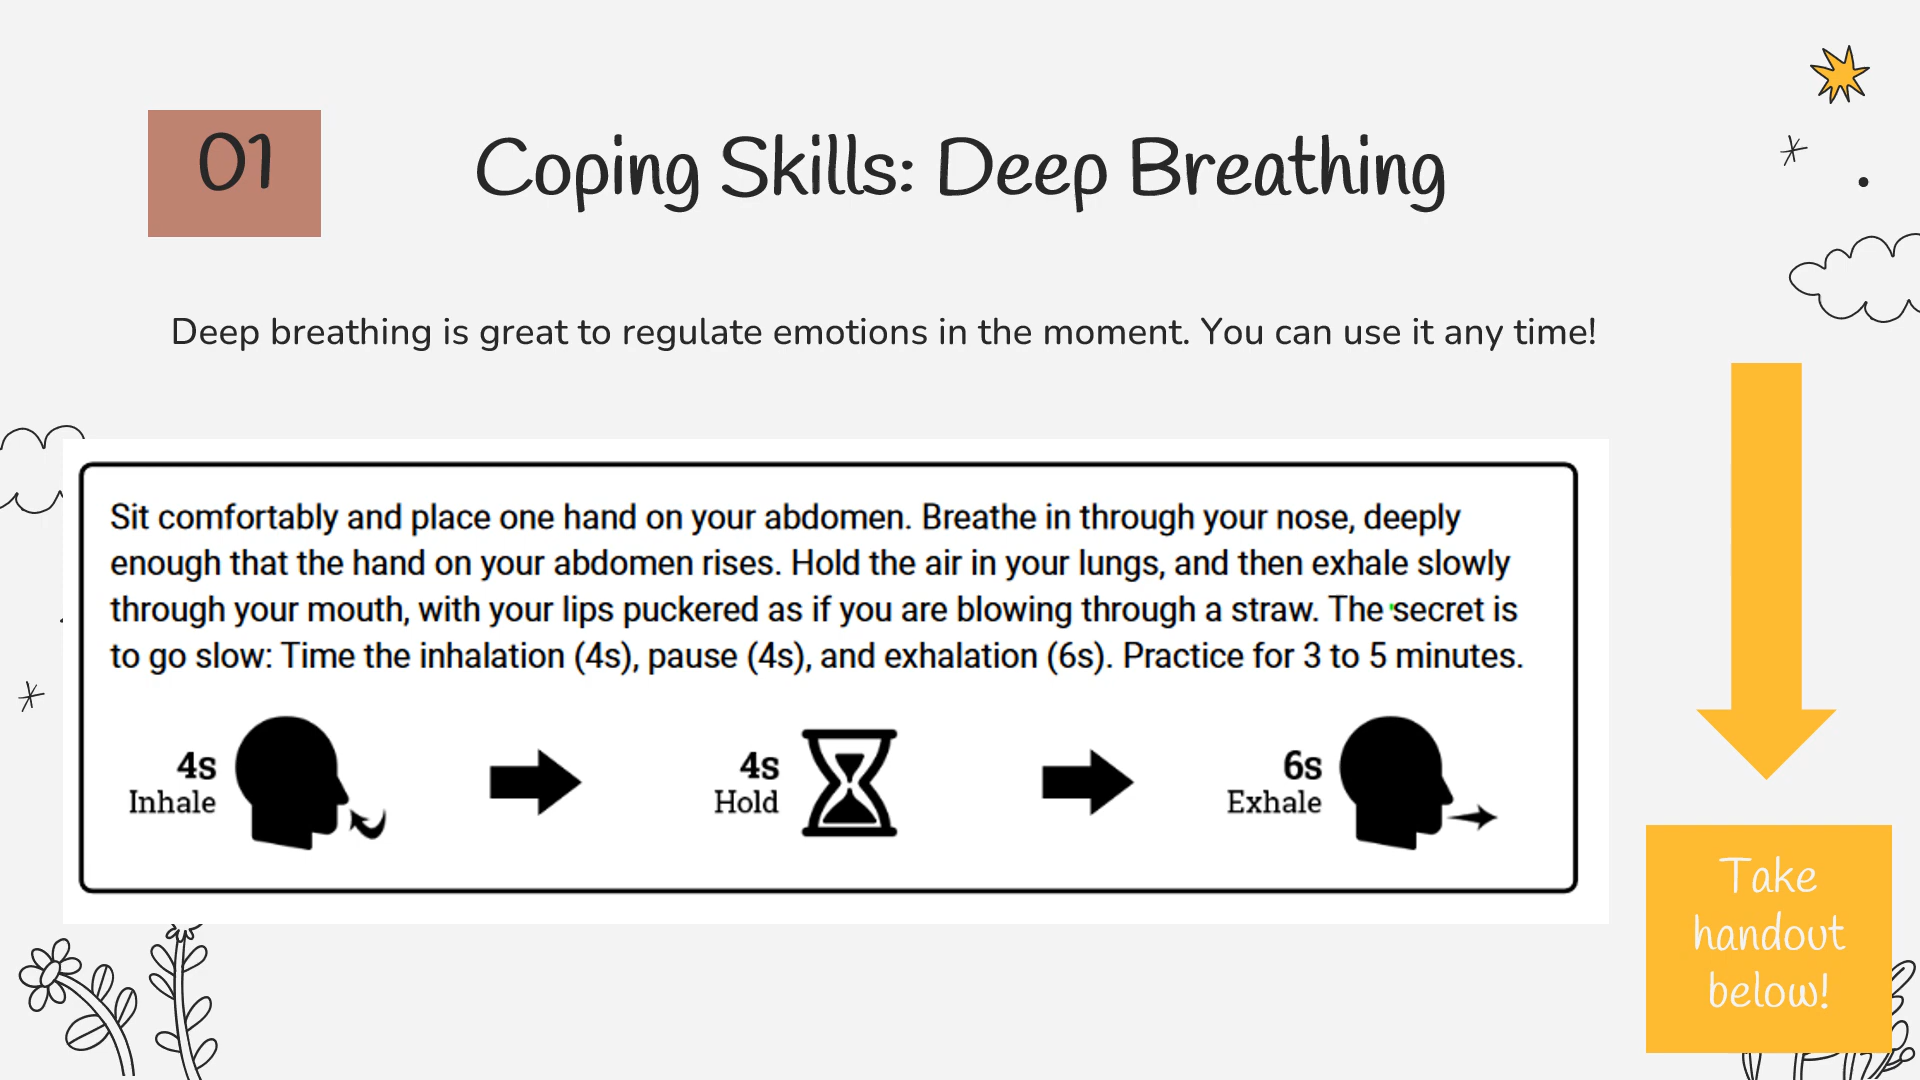 01
Coping Skills: Deep Breathing
Deep breathing is great to regulate emotions in the moment. You can use it any time!
Sit comfortably and place one hand on your abdomen. Breathe in through your nose, deeply
enough that the hand on your abdomen rises. Hold the air in your lungs, and then exhale slowly
through your mouth, with your lips puckered as if you are blowing through a straw. The secret is
to go slow: Time the inhalation (4s), pause (4s), and exhalation (6s). Practice for 3 to 5 minutes.
4s
Inhale
4s
Hold
6s
Exhale
Take
handout
below!